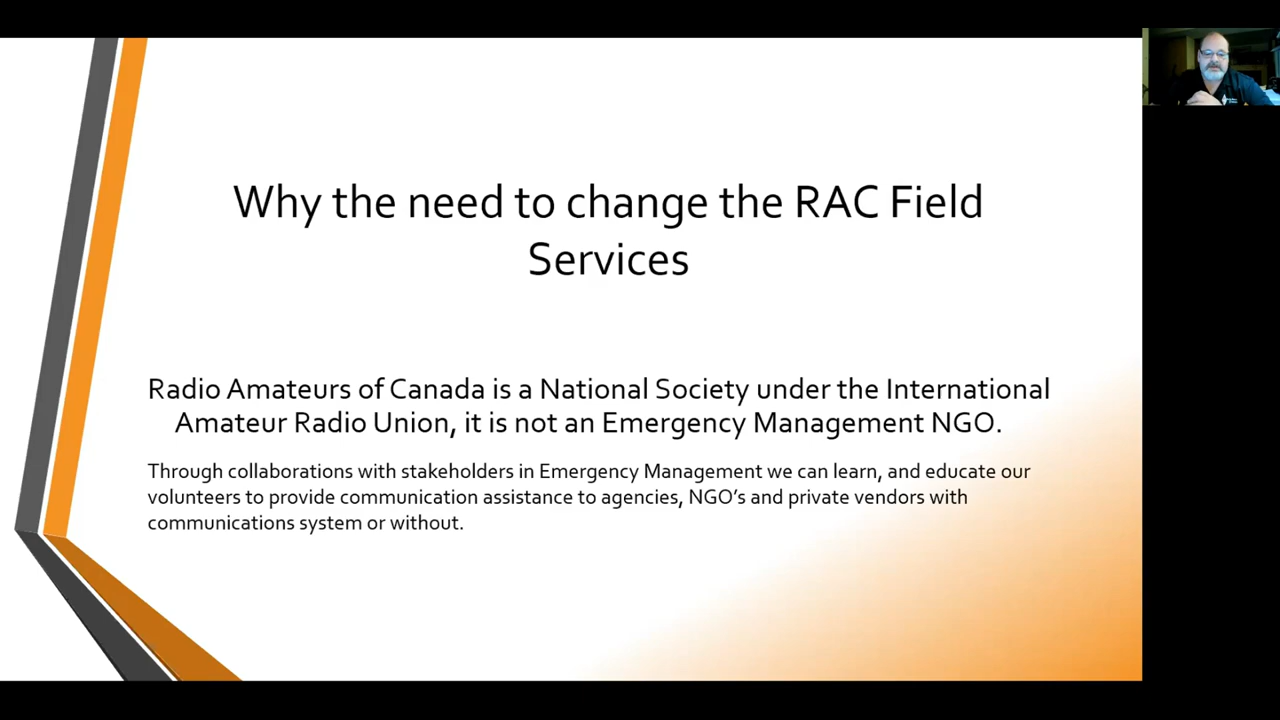 Why the need to change the RAC Field
Services
Radio Amateurs of Canada is a National Society under the International
Amateur Radio Union, it is not an Emergency Management NGO.
Through collaborations with stakeholders in Emergency Management we can learn, and educate our
volunteers to provide communication assistance to agencies, NGO’s and private vendors with
communications system or without.